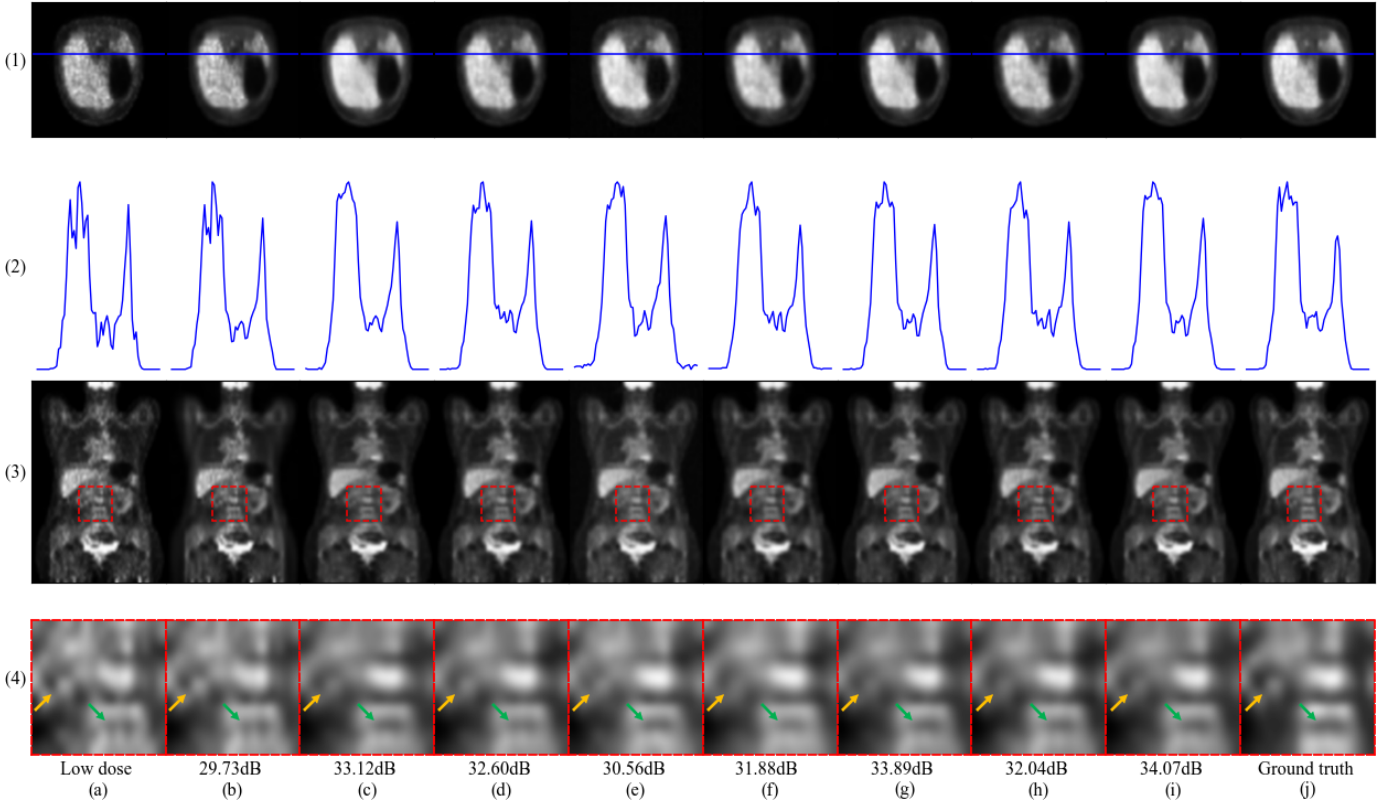 (1)
(2)
(3)
(4)
Low dose 29.73dB 33.12dB 32.60dB 30.56dB 31.88dB 33.89dB 32.04dB 34.07dB Ground truth
(a) (b) (c) (d) (e) (f) (g) (h) (i) (j)